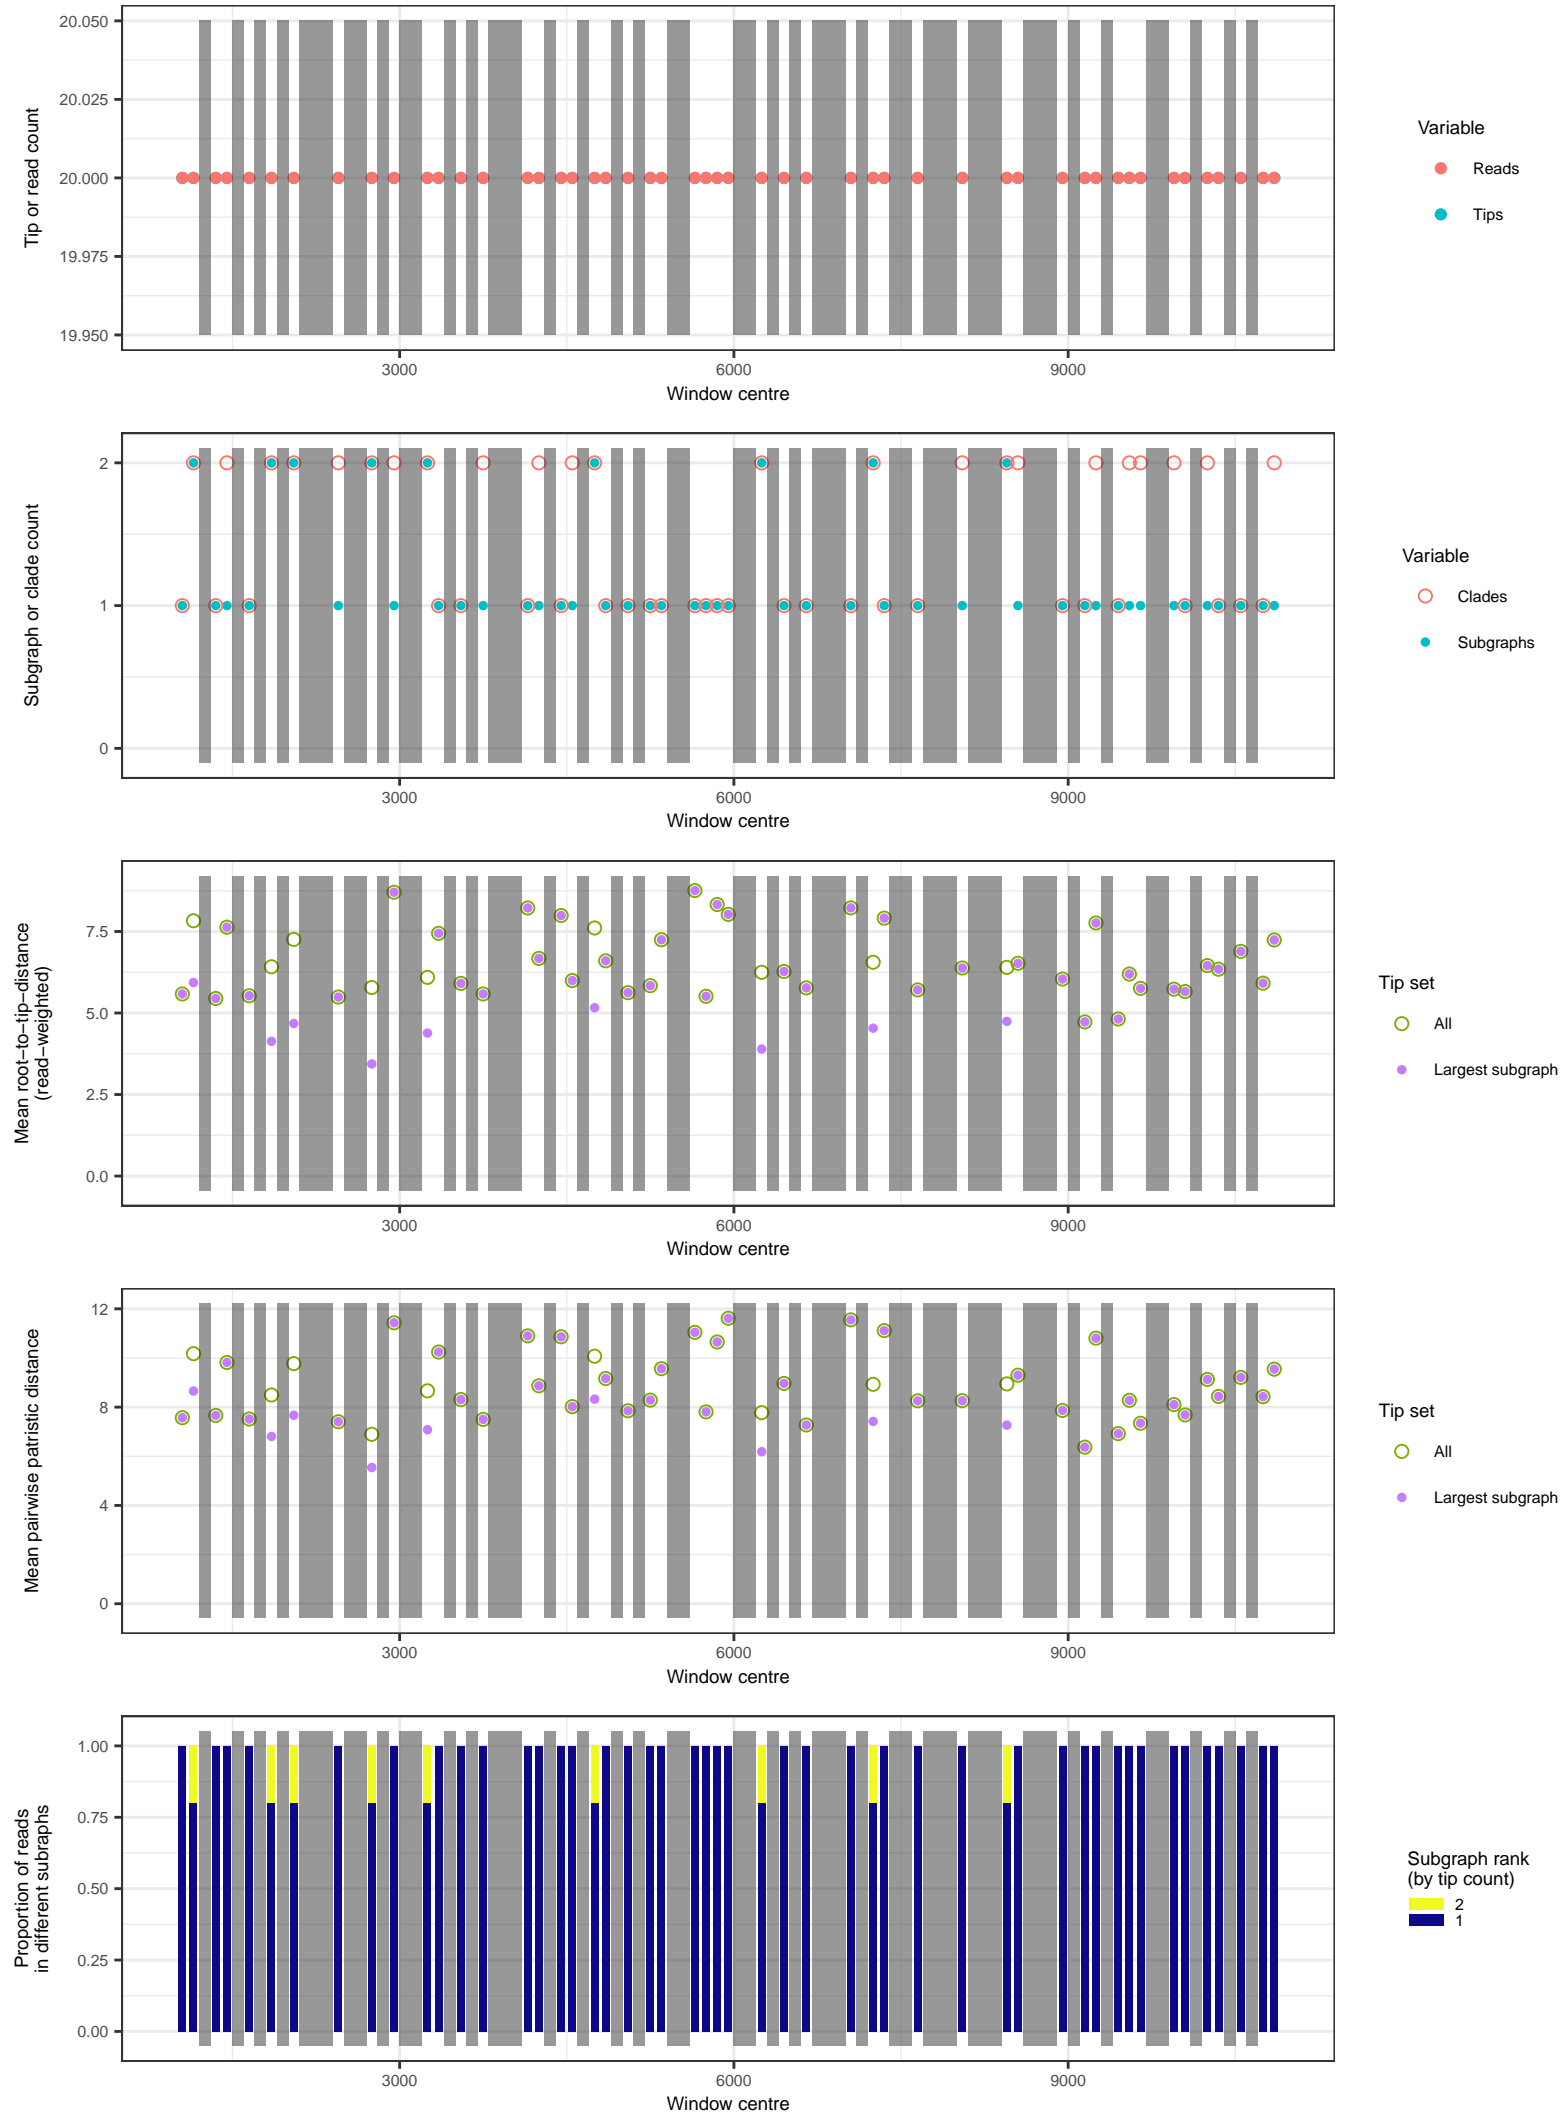 20.050
20.025
20.000
19.975
19.950
Tip or read count
3000
6000
9000
Window centre
Variable
Reads
Tips
2
1
0
Subgraph or clade count
3000
6000
9000
Window centre
Variable
Clades
Subgraphs
7.5
5.0
2.5
0.0
Mean root-to-tip-distance
(read-weighted)
3000
6000
9000
Window centre
Tip set
All
Largest subgraph
12
8
4
0
Mean pairwise patristic distance
3000
6000
9000
Window centre
Tip set
All
Largest subgraph
1.00
0.75
0.50
0.25
0.00
Proportion of reads
in different subraphs
3000
6000
9000
Window centre
Subgraph rank
(by tip count)
2
1